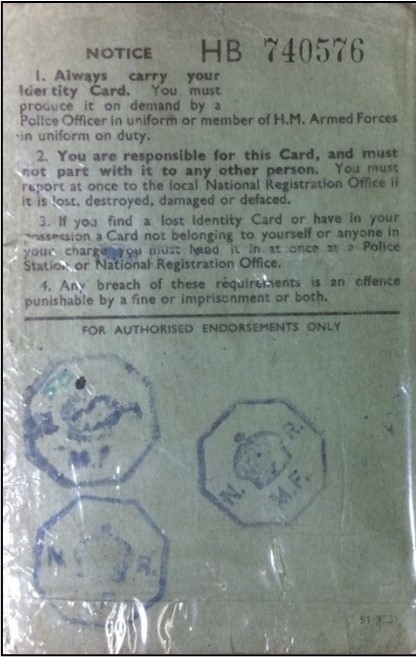 NOTICE HB 740576
1. Always carry your
Identity Card. You must
produce it on demand by a
Police Officer in uniform or member of H.M. Armed Forces
in uniform on duty.
2. You are responsible for this Card, and must
not part with it to any other person. You must
report at once to the local National Registration Office if
it is lost, destroyed, damaged or defaced.
3. If you find a lost Identity Card or have in your
possession a Card not belonging to yourself or anyone in
your charge you must hand it in at once at a Police
Station or National Registration Office.
4. Any breach of these requirements is an offence
punishable by a fine or imprisonment or both.
FOR AUTHORISED ENDORSEMENTS ONLY
M.F.
N. R.
M.F.
N. R.